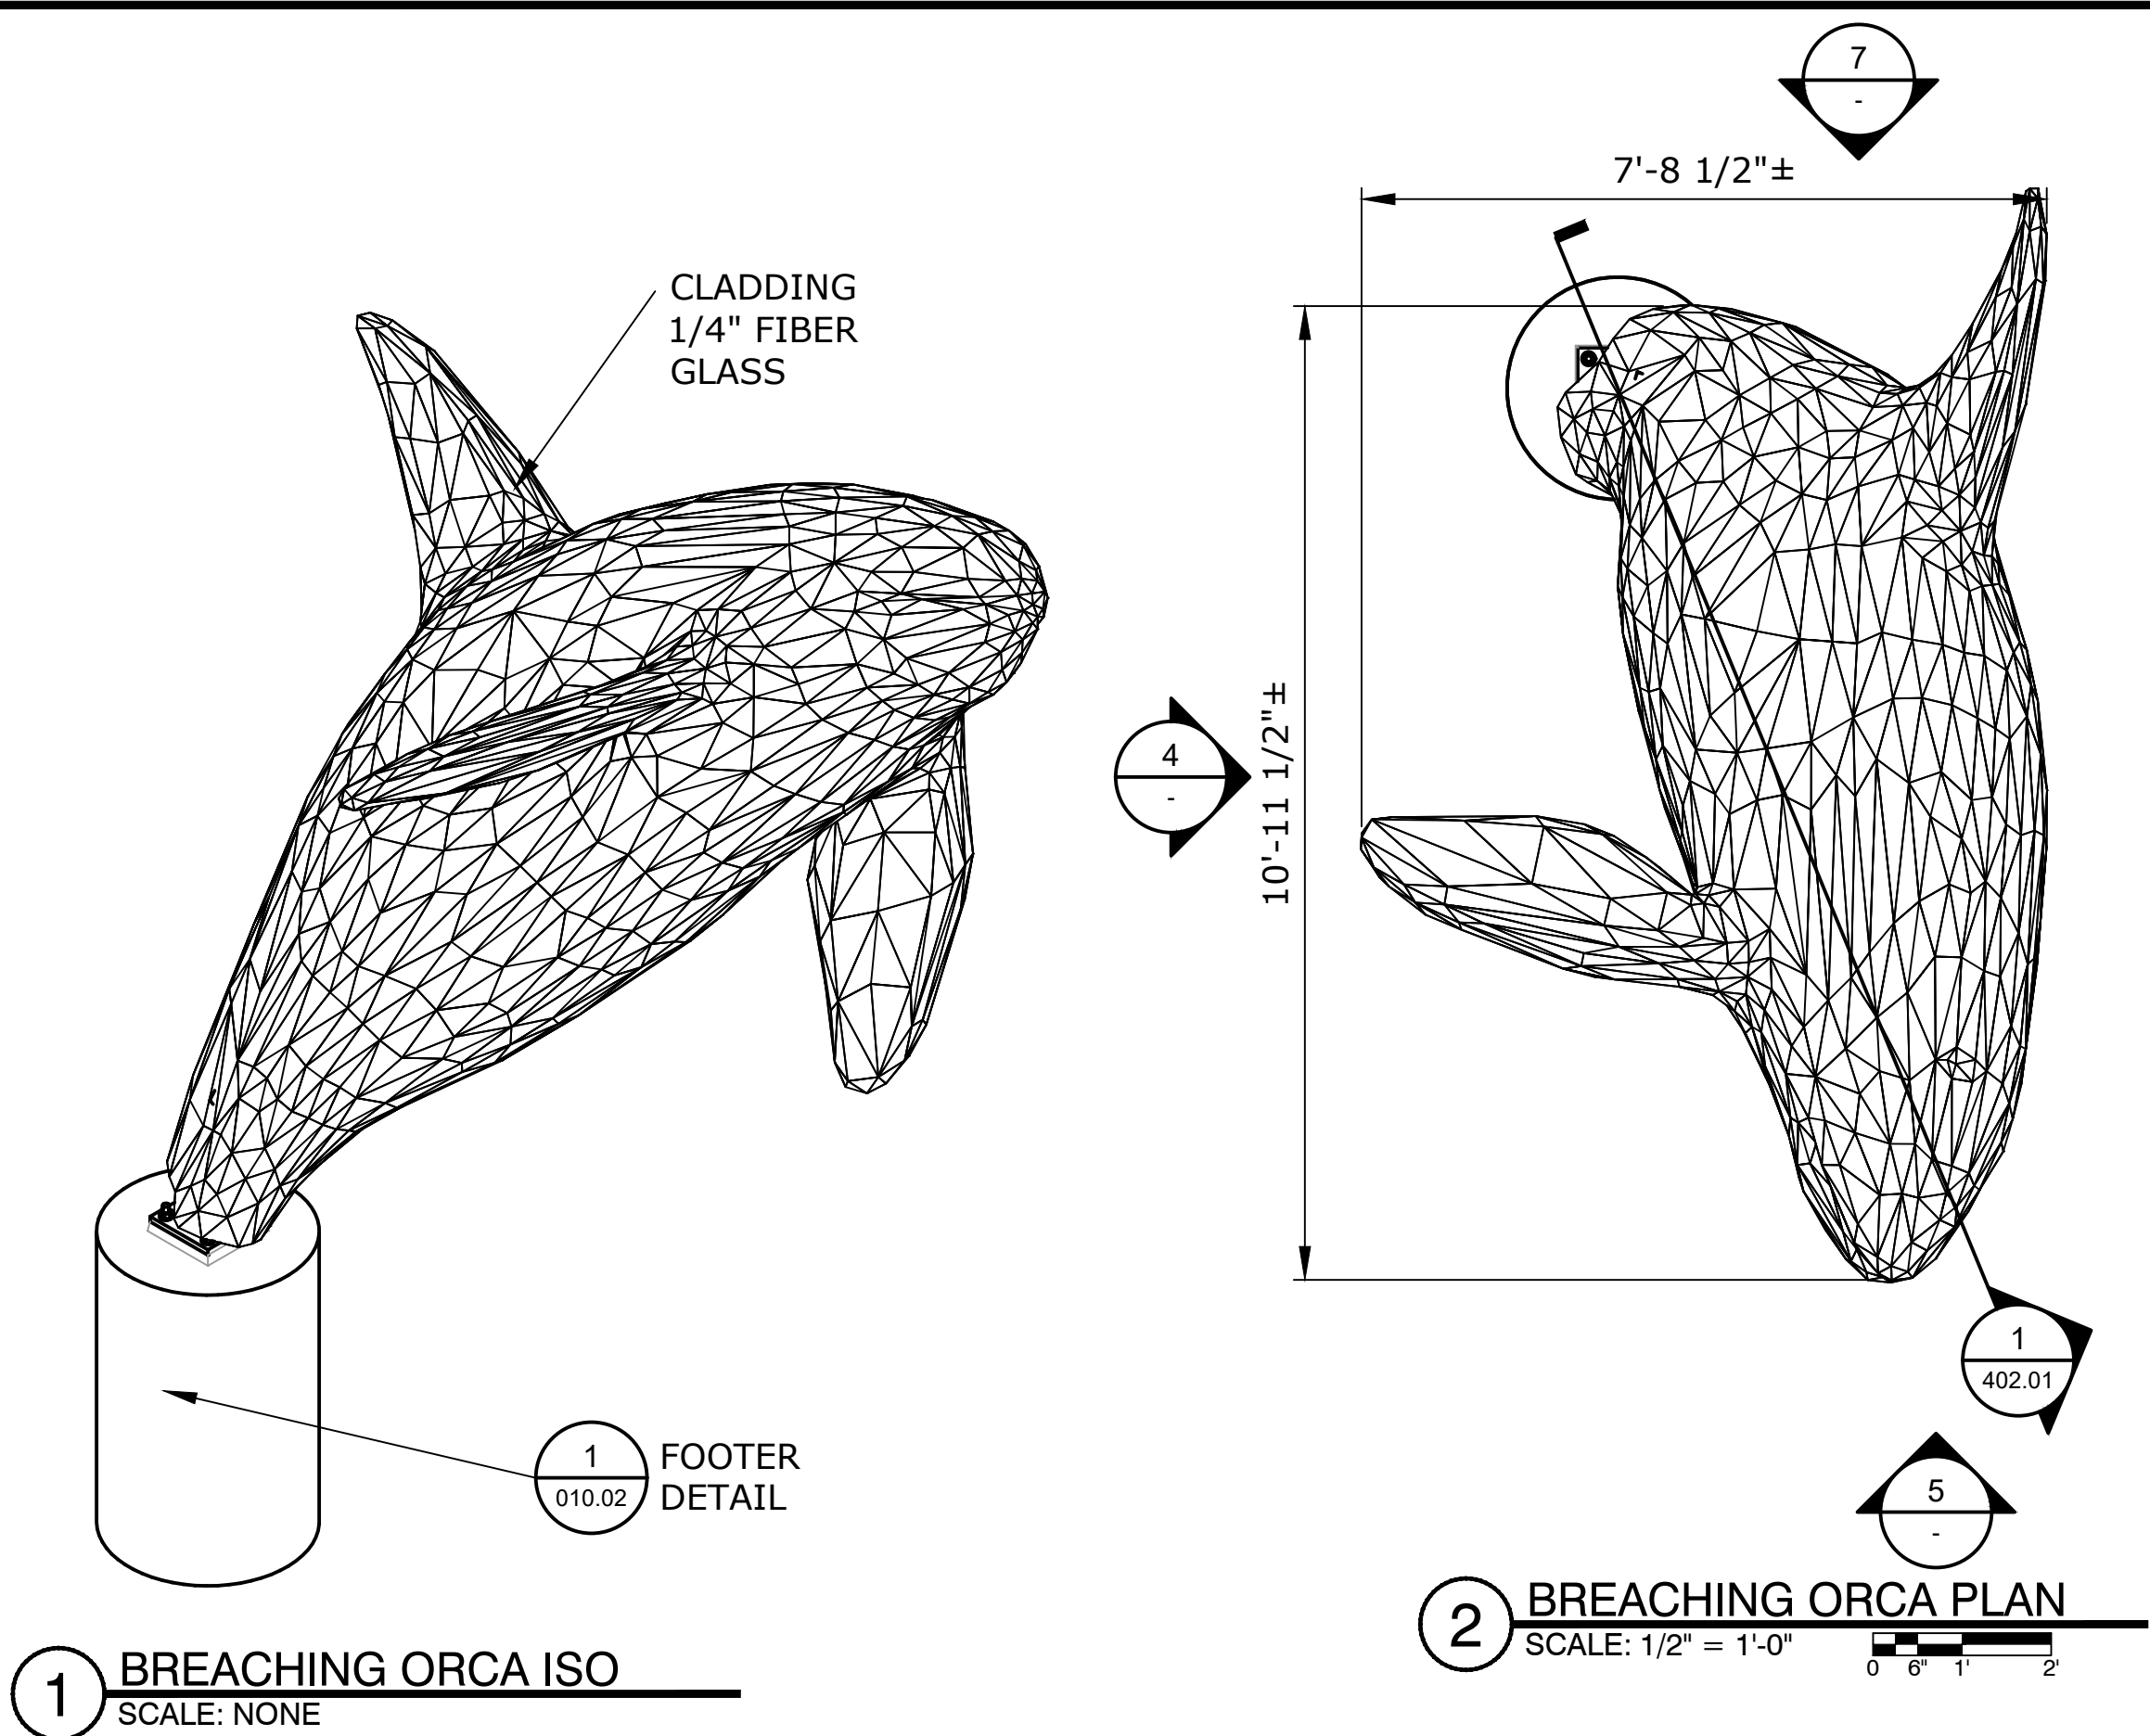 7
-
7'-8 1/2"±
CLADDING
1/4" FIBER
GLASS
4
-
10'-11 1/2"±
1
402.01
1
010.02
FOOTER
DETAIL
5
-
2
BREACHING ORCA PLAN
SCALE: 1/2" = 1'-0"
0 6" 1' 2'
1
BREACHING ORCA ISO
SCALE: NONE